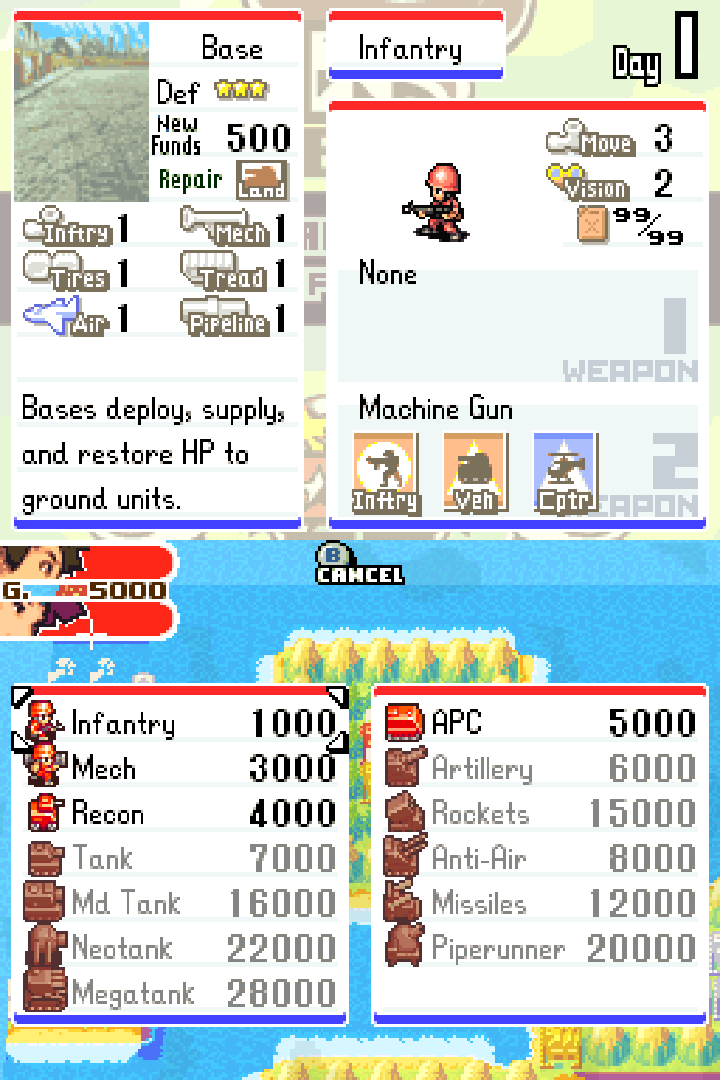 Base
Def
New Funds 500
Repair Land
Inftry 1 Mech 1
Tires 1 Tread 1
Air 1 Pipeline 1
Bases deploy, supply,
and restore HP to
ground units.
Infantry
Day 1
Move 3
Vision 2
99/99
None
1
WEAPON
Machine Gun
Inftry Veh Cptr
2
WEAPON
B
CANCEL
G. 5000
Infantry 1000
Mech 3000
Recon 4000
Tank 7000
Md Tank 16000
Neotank 22000
Megatank 28000
APC 5000
Artillery 6000
Rockets 15000
Anti-Air 8000
Missiles 12000
Piperunner 20000